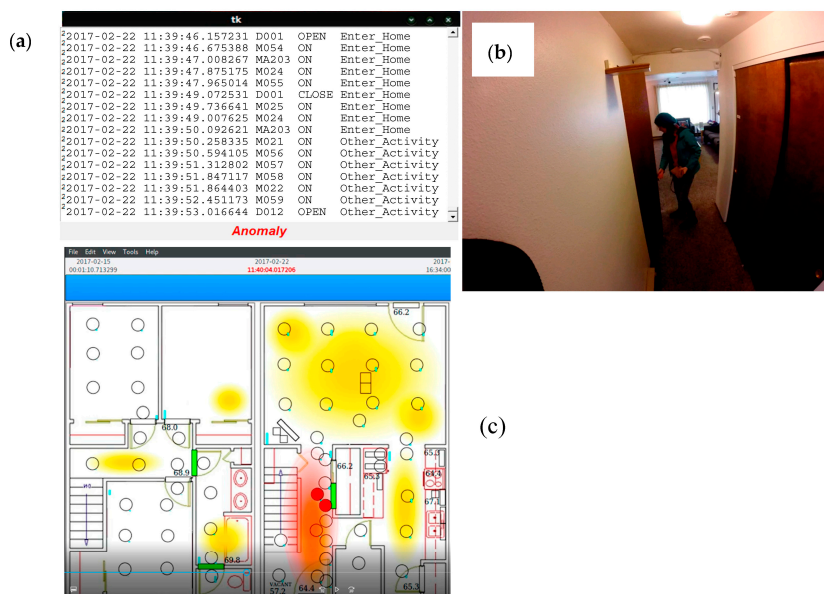 (a)
tk
2017-02-22 11:39:46.157231 D001 OPEN Enter_Home
2017-02-22 11:39:46.675388 M054 ON Enter_Home
2017-02-22 11:39:47.008267 MA203 ON Enter_Home
2017-02-22 11:39:47.875175 M024 ON Enter_Home
2017-02-22 11:39:47.965014 M055 ON Enter_Home
2017-02-22 11:39:49.072531 D001 CLOSE Enter_Home
2017-02-22 11:39:49.736641 M025 ON Enter_Home
2017-02-22 11:39:49.007625 M024 ON Enter_Home
2017-02-22 11:39:50.092621 MA203 ON Enter_Home
2017-02-22 11:39:50.258335 M021 ON Other_Activity
2017-02-22 11:39:50.594105 M056 ON Other_Activity
2017-02-22 11:39:51.312802 M057 ON Other_Activity
2017-02-22 11:39:51.847117 M058 ON Other_Activity
2017-02-22 11:39:51.864403 M022 ON Other_Activity
2017-02-22 11:39:52.451173 M059 ON Other_Activity
2017-02-22 11:39:53.016644 D012 OPEN Other_Activity
Anomaly
(b)
File Edit View Tools Help
2017-02-15 2017-02-22 2017-
00:01:10.713299 11:40:04.017206 16:34:00
66.2
68.0
68.9
66.2
65.3
65.3
64.4
67.1
69.8
VACANT
57.2
64.4
65.3
(c)